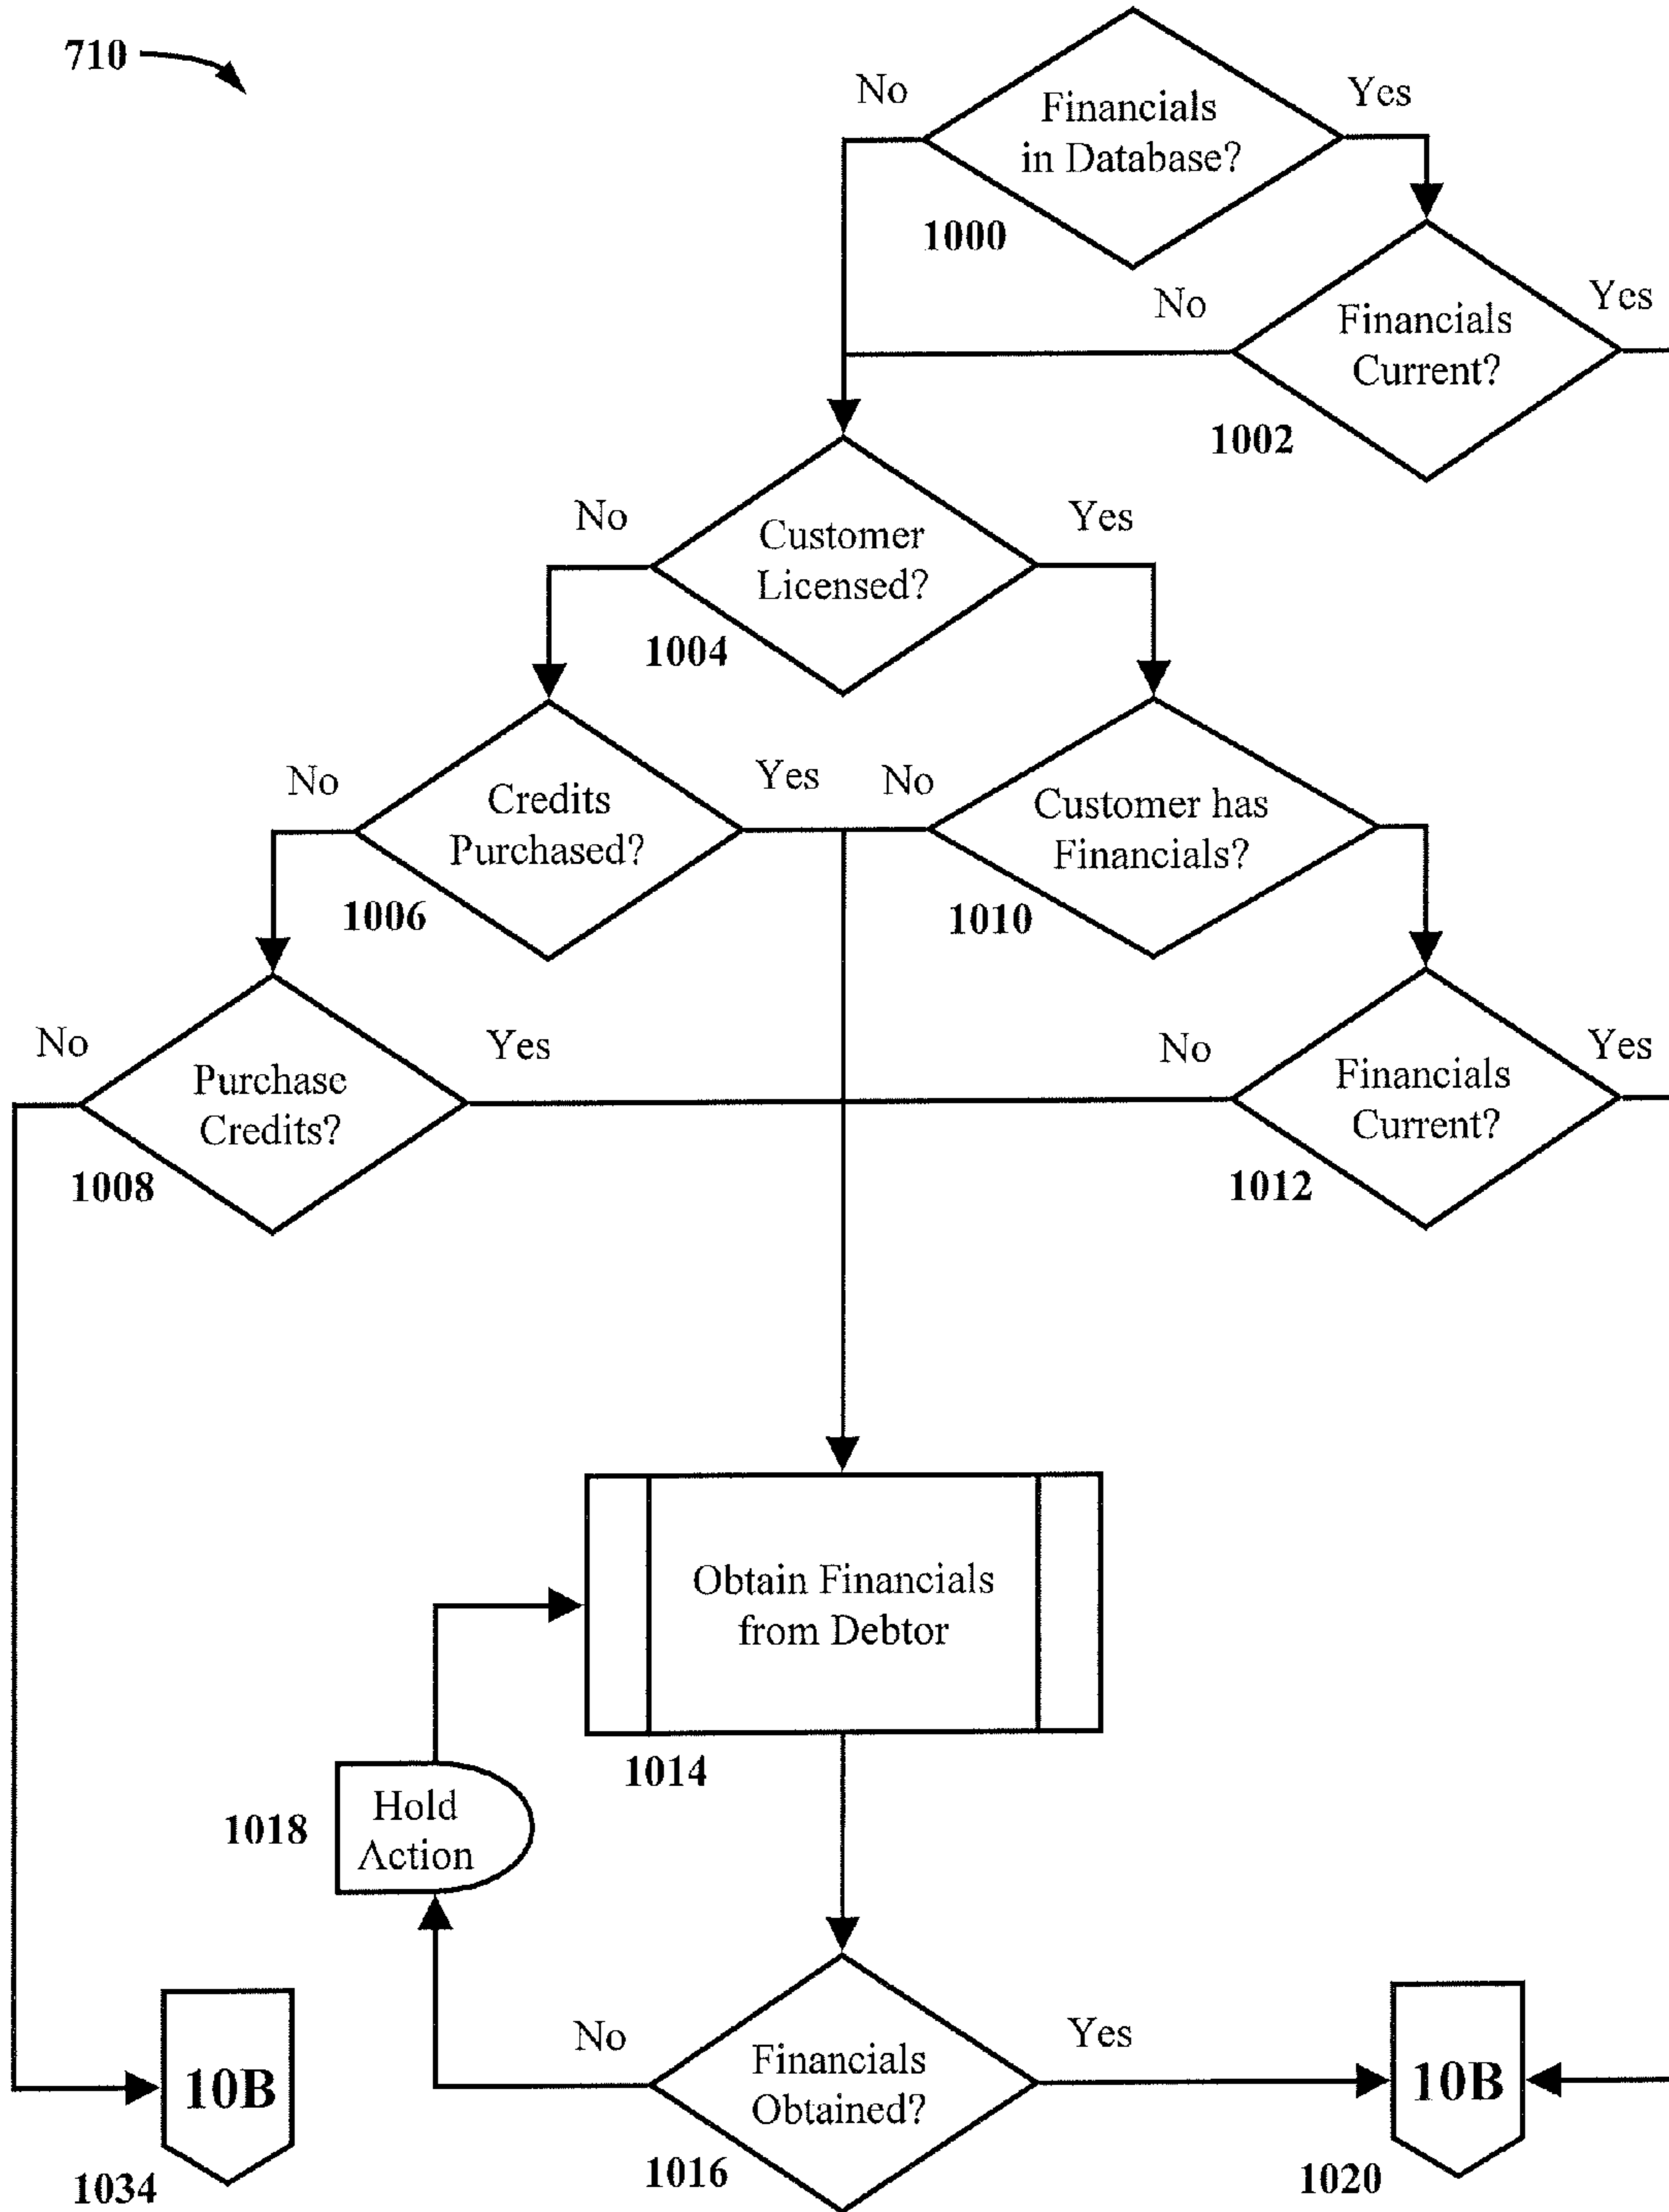 710
No
Yes
Financials
in Database?
1000
No
Yes
Financials
Current?
1002
No
Yes
Customer
Licensed?
1004
No
Yes
Credits
Purchased?
1006
No
Customer has
Financials?
1010
No
Yes
Purchase
Credits?
1008
No
Yes
Financials
Current?
1012
Obtain Financials
from Debtor
1014
Hold
Action
1018
No
Yes
Financials
Obtained?
1016
10B
1034
10B
1020